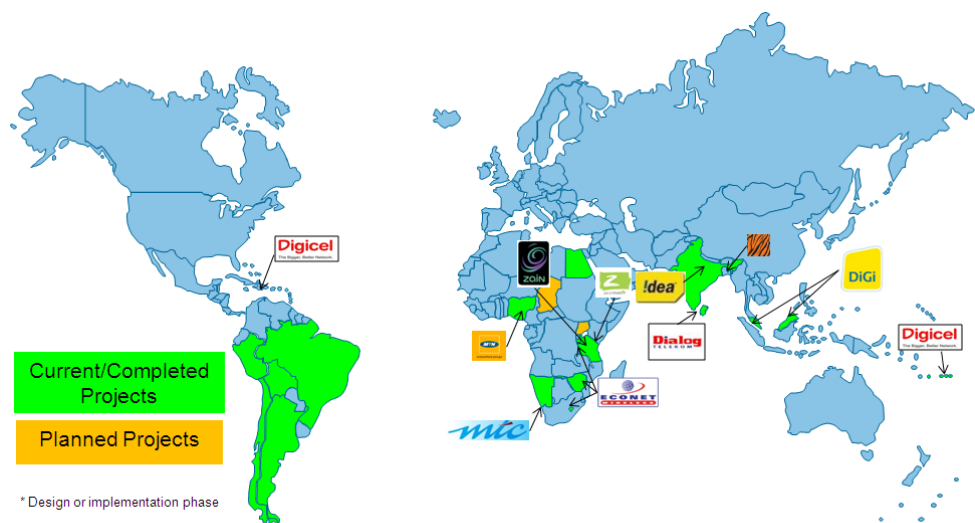 Digicel
The Bigger, Better Network.
ZAIN
Z
!dea
DiGi
MTN
Dialog
TELEKOM
Digicel
The Bigger, Better Network.
ECONET
WIRELESS
mtc
Current/Completed
Projects
Planned Projects
* Design or implementation phase